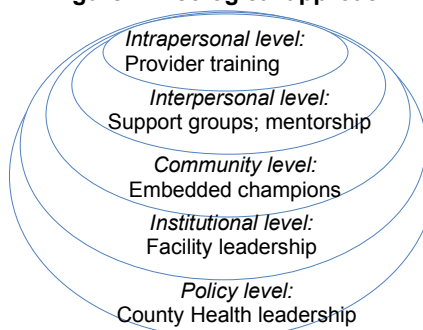 Intrapersonal level:
Provider training
Interpersonal level:
Support groups; mentorship
Community level:
Embedded champions
Institutional level:
Facility leadership
Policy level:
County Health leadership